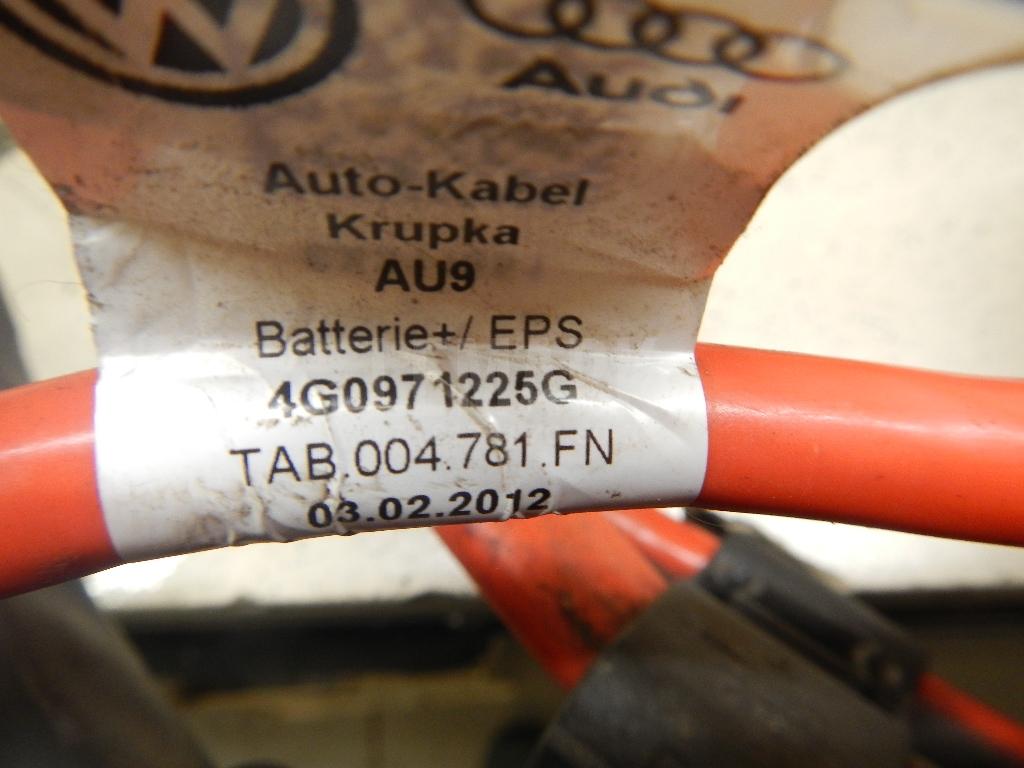 Audi
Auto-Kabel
Krupka
AU9
Batterie+/ EPS
4G0971225G
TAB.004.781.FN
03.02.2012